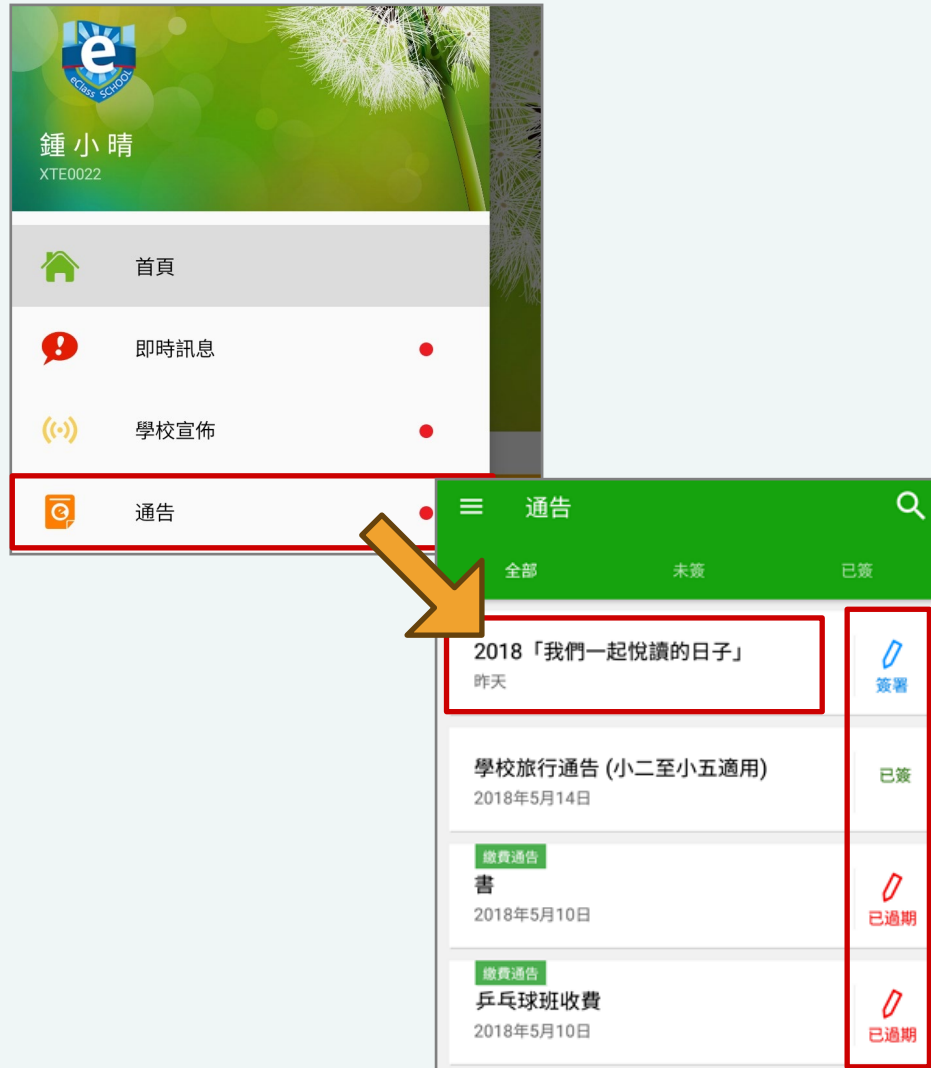 e
eClass SCHOOL
鍾小晴
XTE0022
首頁
即時訊息
學校宣佈
通告
通告
全部 未簽 已簽
2018「我們一起悅讀的日子」
昨天
簽署
學校旅行通告 (小二至小五適用)
2018年5月14日
已簽
繳費通告
書
2018年5月10日
已過期
繳費通告
乒乓球班收費
2018年5月10日
已過期